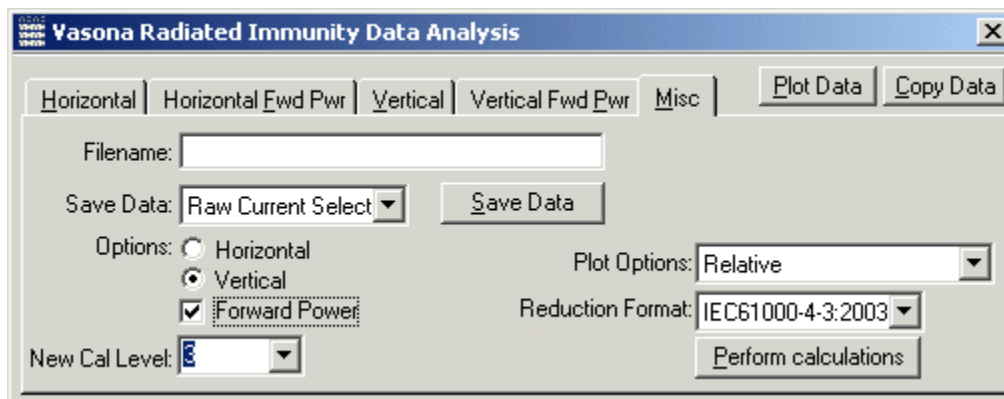 Vasona Radiated Immunity Data Analysis
Horizontal Horizontal Fwd Pwr Vertical Vertical Fwd Pwr Misc Plot Data Copy Data
Filename:
Save Data: Raw Current Select Save Data
Options: Horizontal
Vertical
Plot Options: Relative
Forward Power
Reduction Format: IEC61000-4-3:2003
New Cal Level: 3
Perform calculations